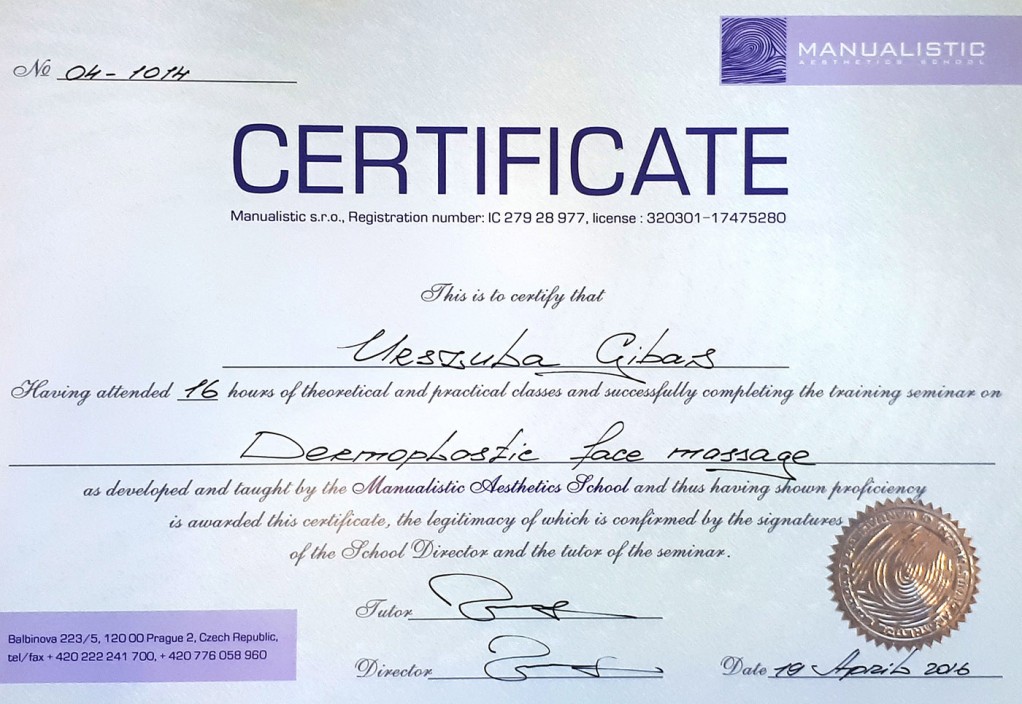 № 04-1014
MANUALISTIC
AESTHETICS SCHOOL
CERTIFICATE
Manualistic s.r.o., Registration number: IC 279 28 977, license : 320301-17475280
This is to certify that
Urszula Gibas
Having attended 16 hours of theoretical and practical classes and successfully completing the training seminar on
Dermoplastic face massage
as developed and taught by the Manualistic Aesthetics School and thus having shown proficiency
is awarded this certificate, the legitimacy of which is confirmed by the signatures
of the School Director and the tutor of the seminar.
Tutor
Balbinova 223/5, 120 00 Prague 2, Czech Republic,
tel/fax + 420 222 241 700, + 420 776 058 960
Director
Date 19 April 2016